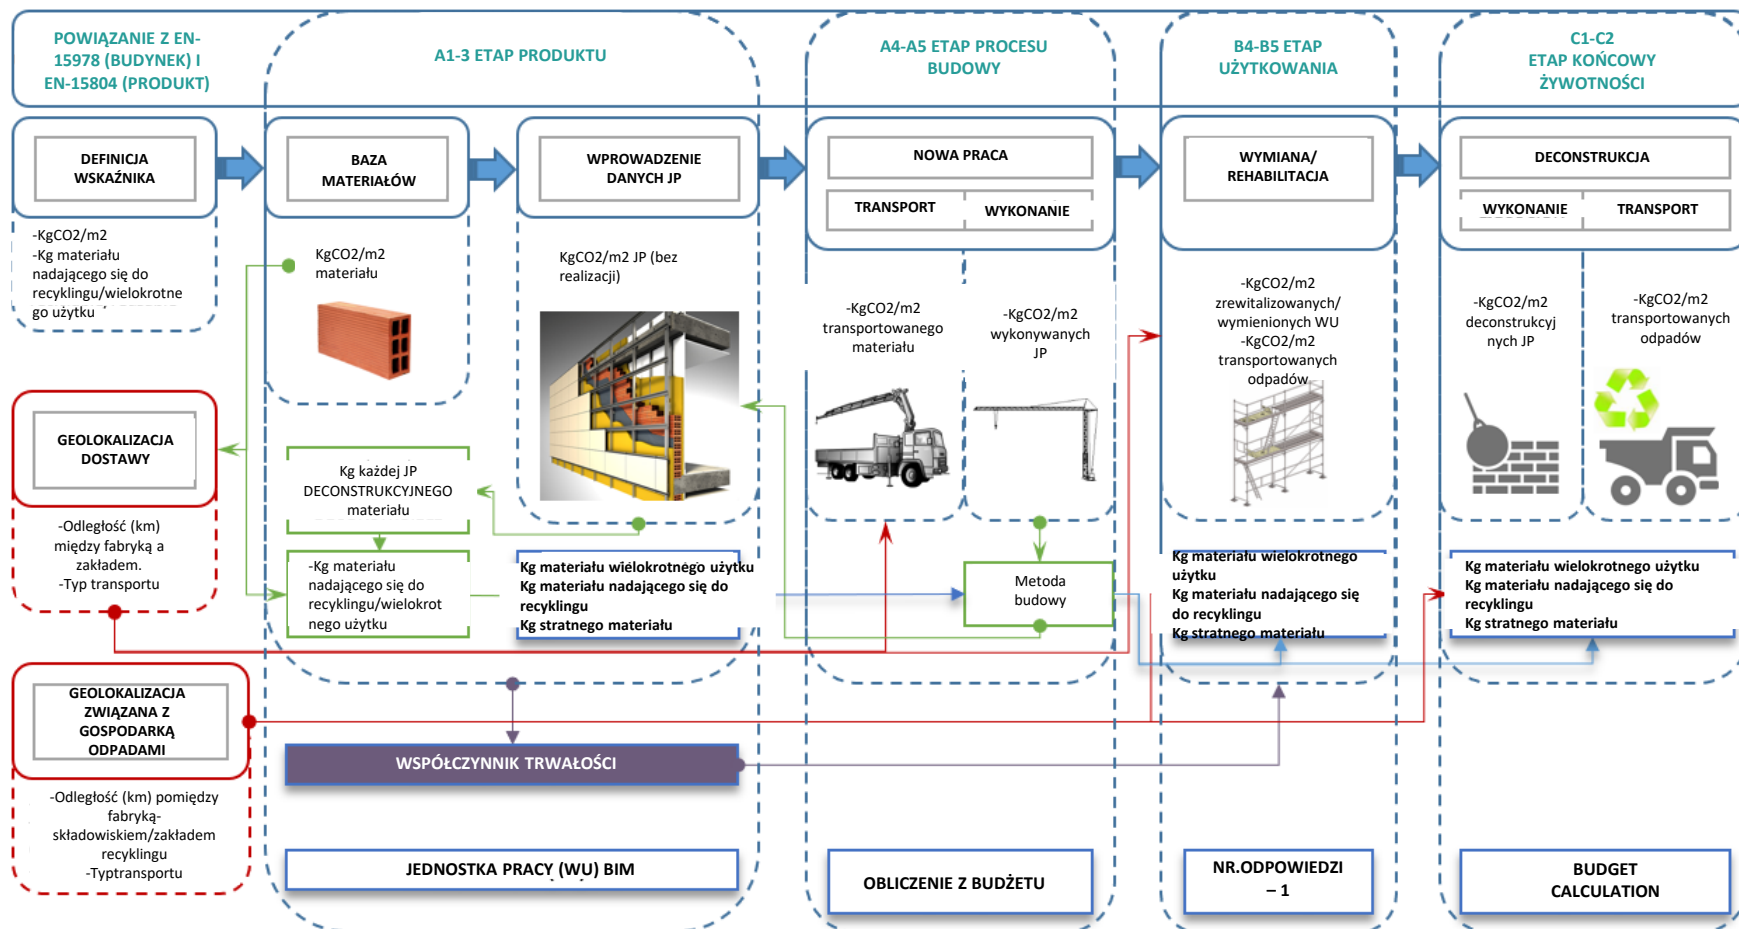 POWIĄZANIE Z EN-
15978 (BUDYNEK) I
EN-15804 (PRODUKT)
A1-3 ETAP PRODUKTU
A4-A5 ETAP PROCESU
BUDOWY
B4-B5 ETAP
UŻYTKOWANIA
C1-C2
ETAP KOŃCOWY
ŻYWOTNOŚCI
DEFINICJA
WSKAŹNIKA
BAZA
MATERIAŁÓW
WPROWADZENIE
DANYCH JP
NOWA PRACA
TRANSPORT
WYKONANIE
WYMIANA/
REHABILITACJA
DECONSTRUKCJA
WYKONANIE
TRANSPORT
-KgCO2/m2
-Kg materiału
nadającego się do
recyklingu/wielokrotne
go użytku
KgCO2/m2
materiału
KgCO2/m2 JP (bez
realizacji)
-KgCO2/m2
transportowanego
materiału
-KgCO2/m2
wykonywanych
JP
-KgCO2/m2
zrewitalizowanych/
wymienionych WU
-KgCO2/m2
transportowanych
odpadów
-KgCO2/m2
deconstrukcyj
nych JP
-KgCO2/m2
transportowanych
odpadów
GEOLOKALIZACJA
DOSTAWY
-Odległość (km)
między fabryką a
zakładem.
-Typ transportu
Kg każdej JP
DECONSTRUKCYJNEGO
materiału
-Kg materiału
nadającego się do
recyklingu/wielokrot
nego użytku
Kg materiału wielokrotnego użytku
Kg materiału nadającego się do
recyklingu
Kg stratnego materiału
Metoda
budowy
Kg materiału wielokrotnego
użytku
Kg materiału nadającego się
do recyklingu
Kg stratnego materiału
Kg materiału wielokrotnego użytku
Kg materiału nadającego się do
recyklingu
Kg stratnego materiału
GEOLOKALIZACJA
ZWIĄZANA Z
GOSPODARKĄ
ODPADAMI
-Odległość (km) pomiędzy
fabryką-
składowiskiem/zakładem
recyklingu
-Typtransportu
WSPÓŁCZYNNIK TRWAŁOŚCI
JEDNOSTKA PRACY (WU) BIM
OBLICZENIE Z BUDŻETU
NR.ODPOWIEDZI
– 1
BUDGET
CALCULATION